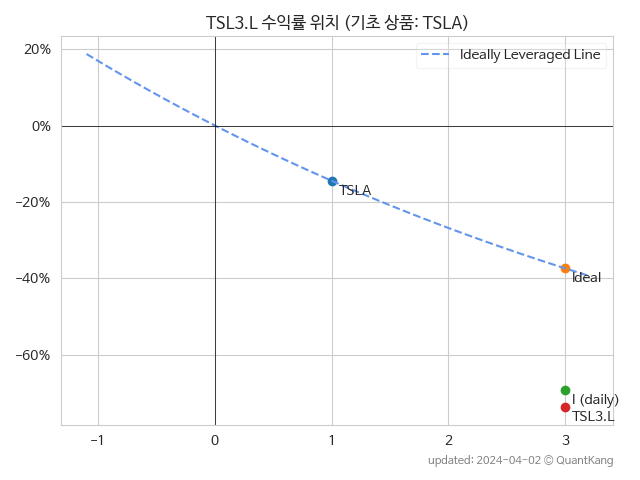 TSL3.L 수익률 위치 (기초 상품: TSLA)
Ideally Leveraged Line
20%
0%
−20%
−40%
−60%
TSLA
Ideal
I (daily)
TSL3.L
−1
0
1
2
3
updated: 2024-04-02 © QuantKang